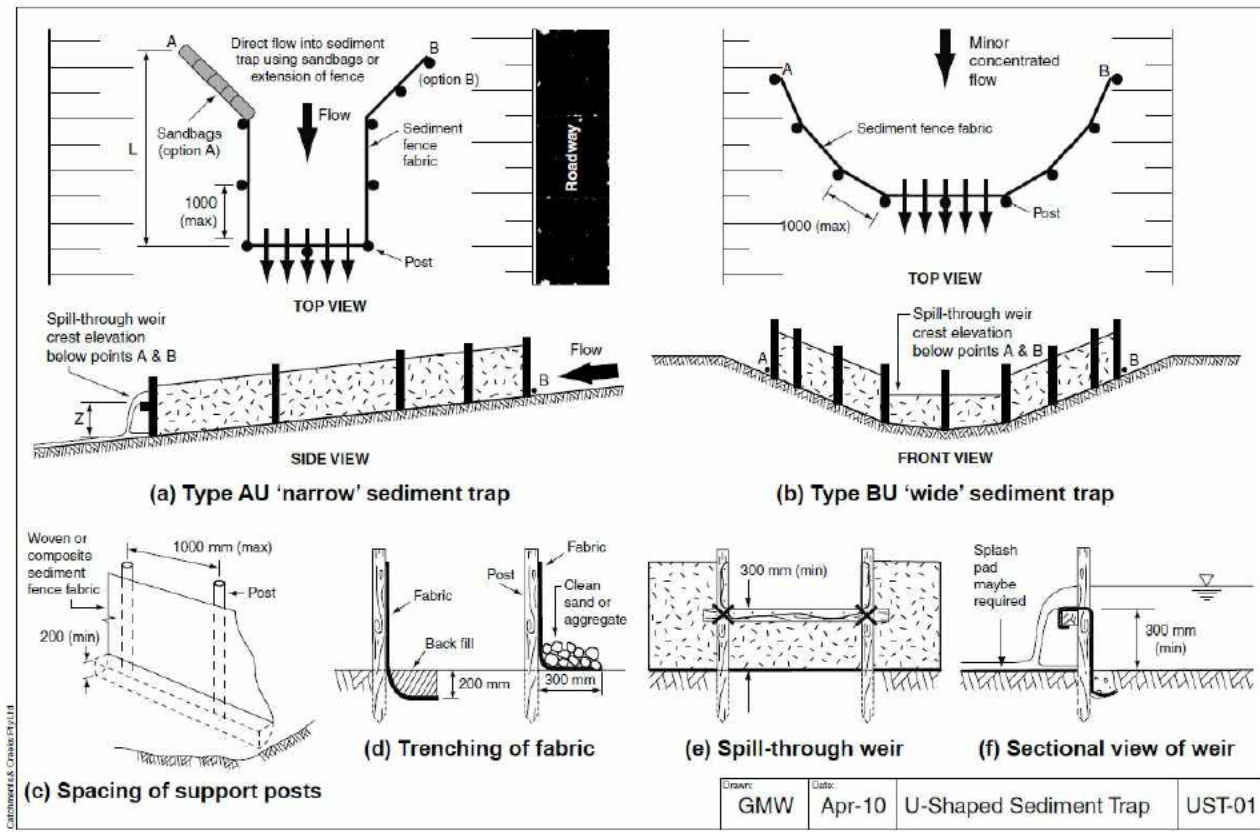 A
Direct flow into sediment
trap using sandbags or
extension of fence
B
(option B)
Flow
Sandbags
(option A)
L
Sediment
fence
fabric
Roadway
1000
(max)
Post
TOP VIEW
Spill-through weir
crest elevation
below points A & B
Flow
B
Z
SIDE VIEW
(a) Type AU 'narrow' sediment trap
Minor
concentrated
flow
A
B
Sediment fence fabric
1000 (max)
Post
TOP VIEW
Spill-through weir
crest elevation
below points A & B
A
B
FRONT VIEW
(b) Type BU 'wide' sediment trap
Woven or
composite
sediment
fence fabric
1000 mm (max)
Post
200 (min)
(c) Spacing of support posts
Fabric
Post
Fabric
Clean
sand or
aggregate
Back fill
200 mm
300 mm
(d) Trenching of fabric
300 mm (min)
(e) Spill-through weir
Splash
pad
maybe
required
300 mm
(min)
(f) Sectional view of weir
Catchments & Creeks Pty Ltd
Drawn:
GMW
Date:
Apr-10
U-Shaped Sediment Trap
UST-01